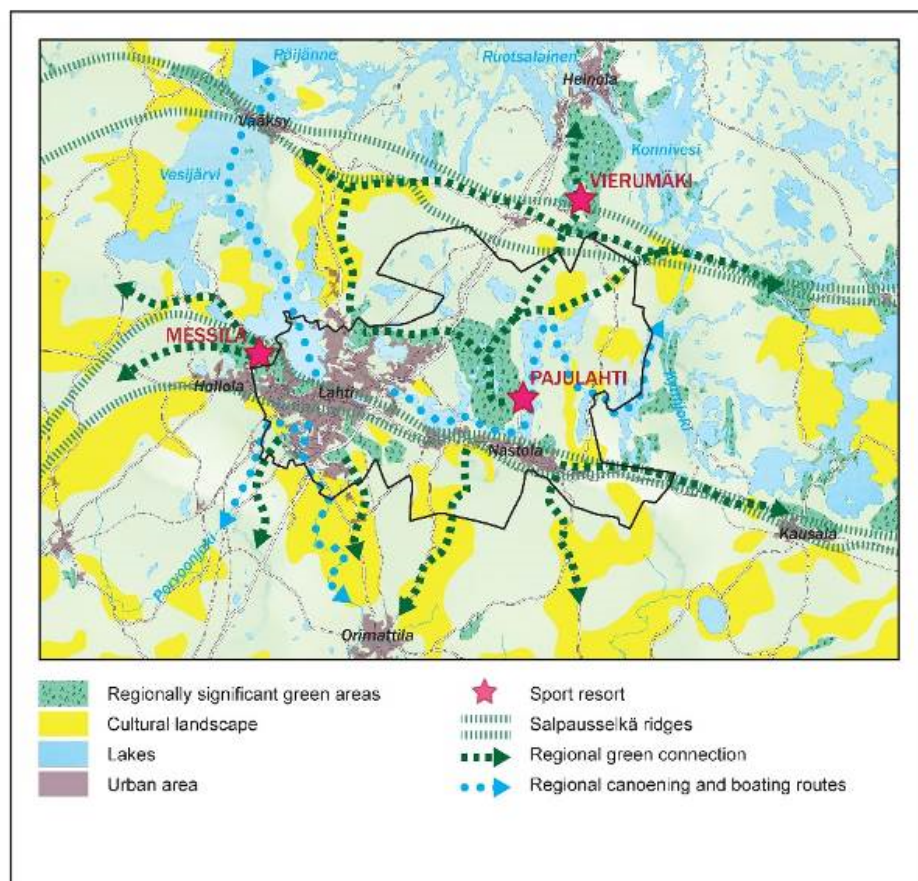 Päijänne
Ruotsalainen
Heinola
Vääksy
Konnivesi
Vesijärvi
VIERUMÄKI
MESSILÄ
PAJULAHTI
Hollola
Lahti
Kymijoki
Nastola
Kausala
Porvoonjoki
Orimattila
Regionally significant green areas
Cultural landscape
Lakes
Urban area
Sport resort
Salpausselkä ridges
Regional green connection
Regional canoening and boating routes